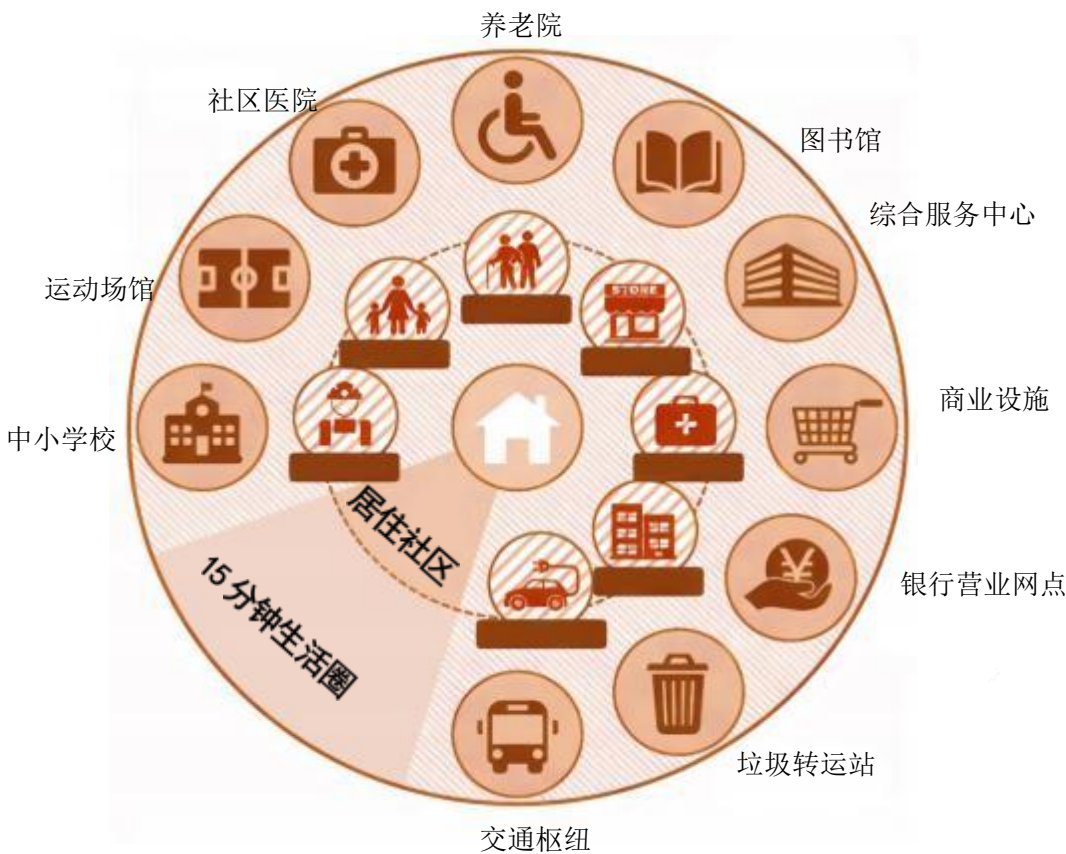 养老院
社区医院
图书馆
综合服务中心
运动场馆
STORE
商业设施
中小学校
居住社区
15分钟生活圈
银行营业网点
垃圾转运站
交通枢纽